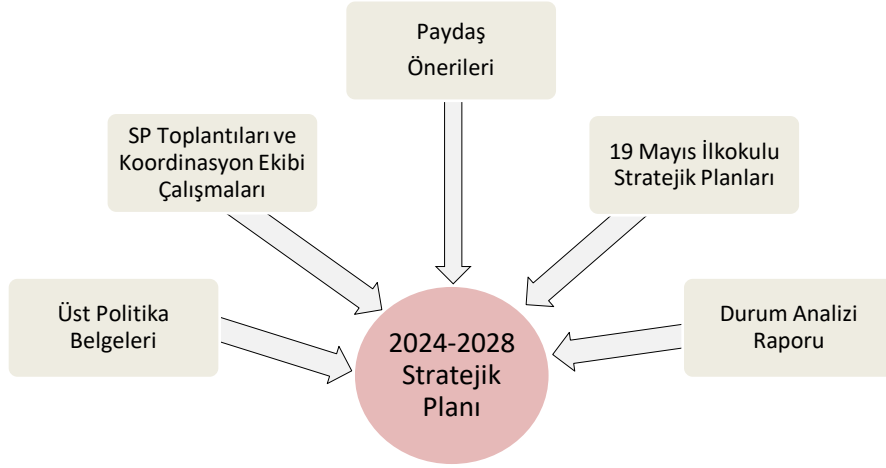 Paydaş
Önerileri
SP Toplantıları ve
Koordinasyon Ekibi
Çalışmaları
19 Mayıs İlkokulu
Stratejik Planları
Üst Politika
Belgeleri
Durum Analizi
Raporu
2024-2028
Stratejik
Planı